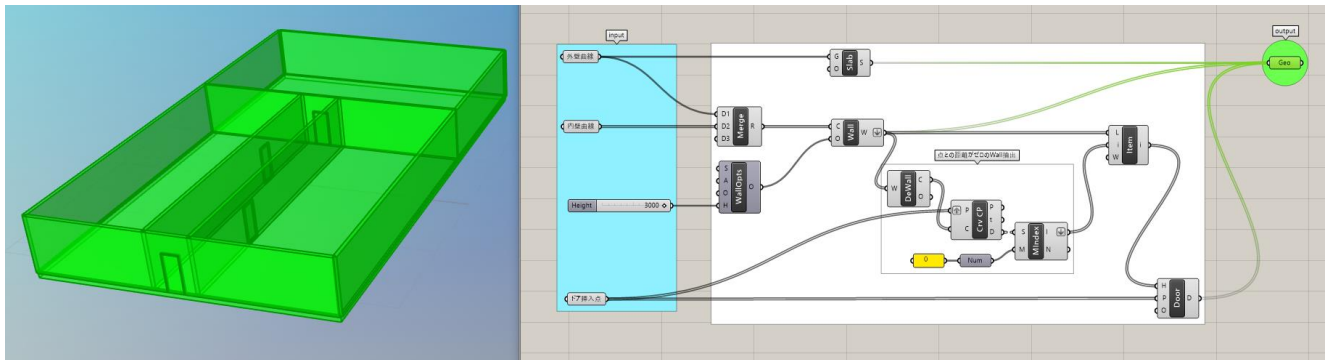 input
output
外壁曲線
G
O
Slab
S
Geo
内壁曲線
D1
D2
D3
Merge
R
C
O
Wall
W
L
i
W
Item
i
S
A
O
H
WallOpts
O
Height
3000
点との距離がゼロのWall抽出
W
DeWall
C
O
P
C
Crv CP
P
t
D
S
M
MIndex
I
N
0
Num
ドア挿入点
H
P
O
Door
D